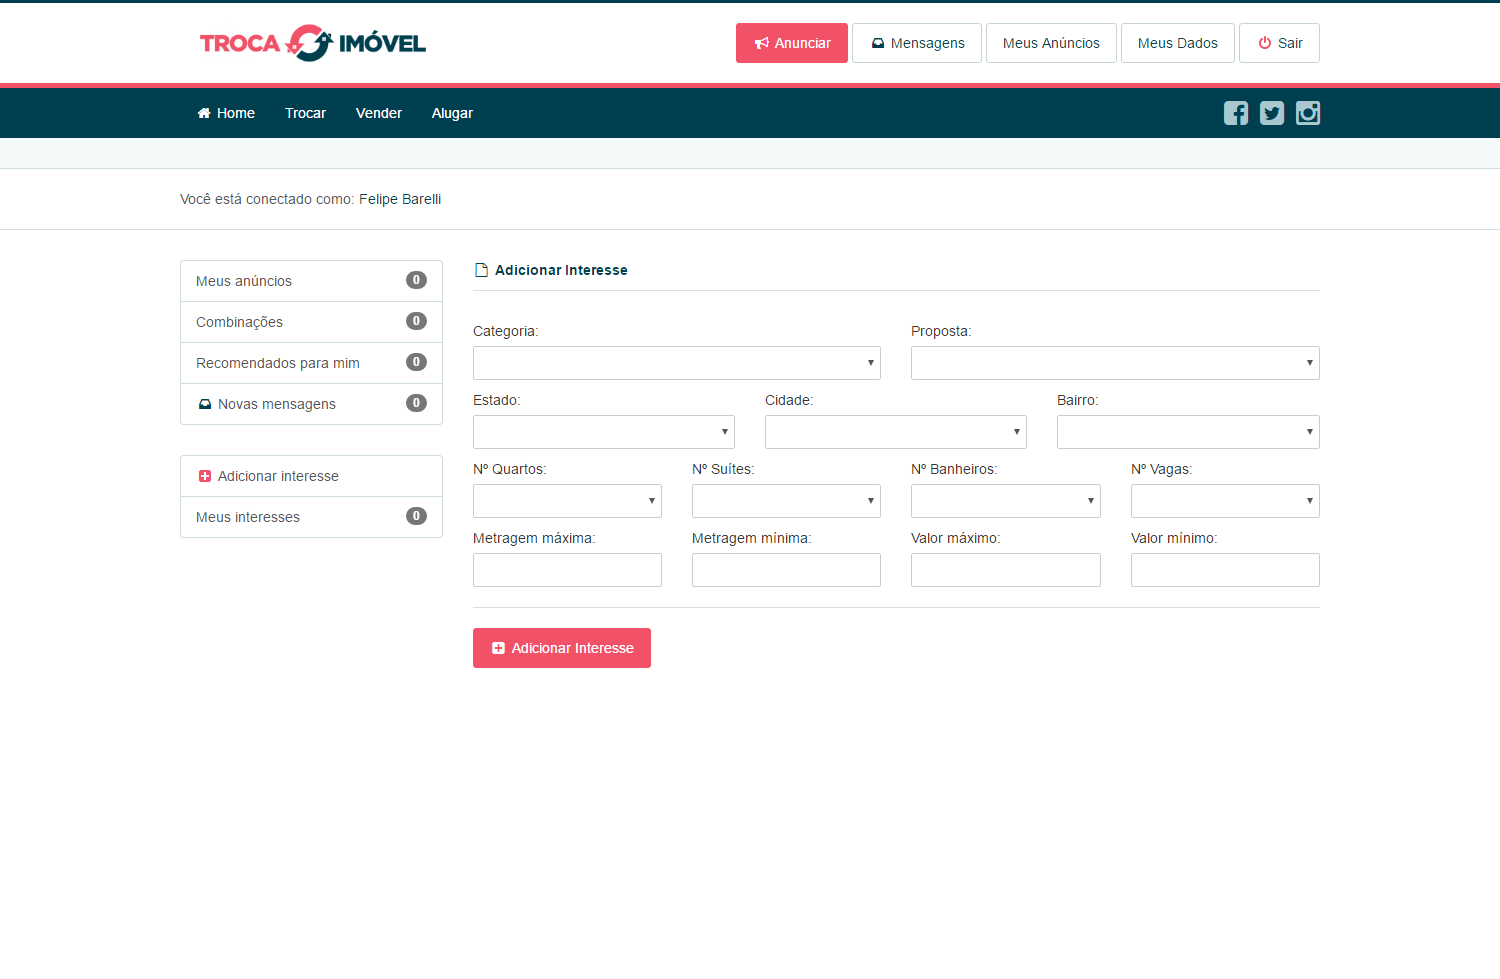 TROCA IMÓVEL
Anunciar
Mensagens
Meus Anúncios
Meus Dados
Sair
Home
Trocar
Vender
Alugar
Você está conectado como: Felipe Barelli
Meus anúncios 0
Combinações 0
Recomendados para mim 0
Novas mensagens 0
Adicionar interesse
Meus interesses 0
Adicionar Interesse
Categoria:
Proposta:
Estado:
Cidade:
Bairro:
Nº Quartos:
Nº Suítes:
Nº Banheiros:
Nº Vagas:
Metragem máxima:
Metragem mínima:
Valor máximo:
Valor mínimo:
Adicionar Interesse